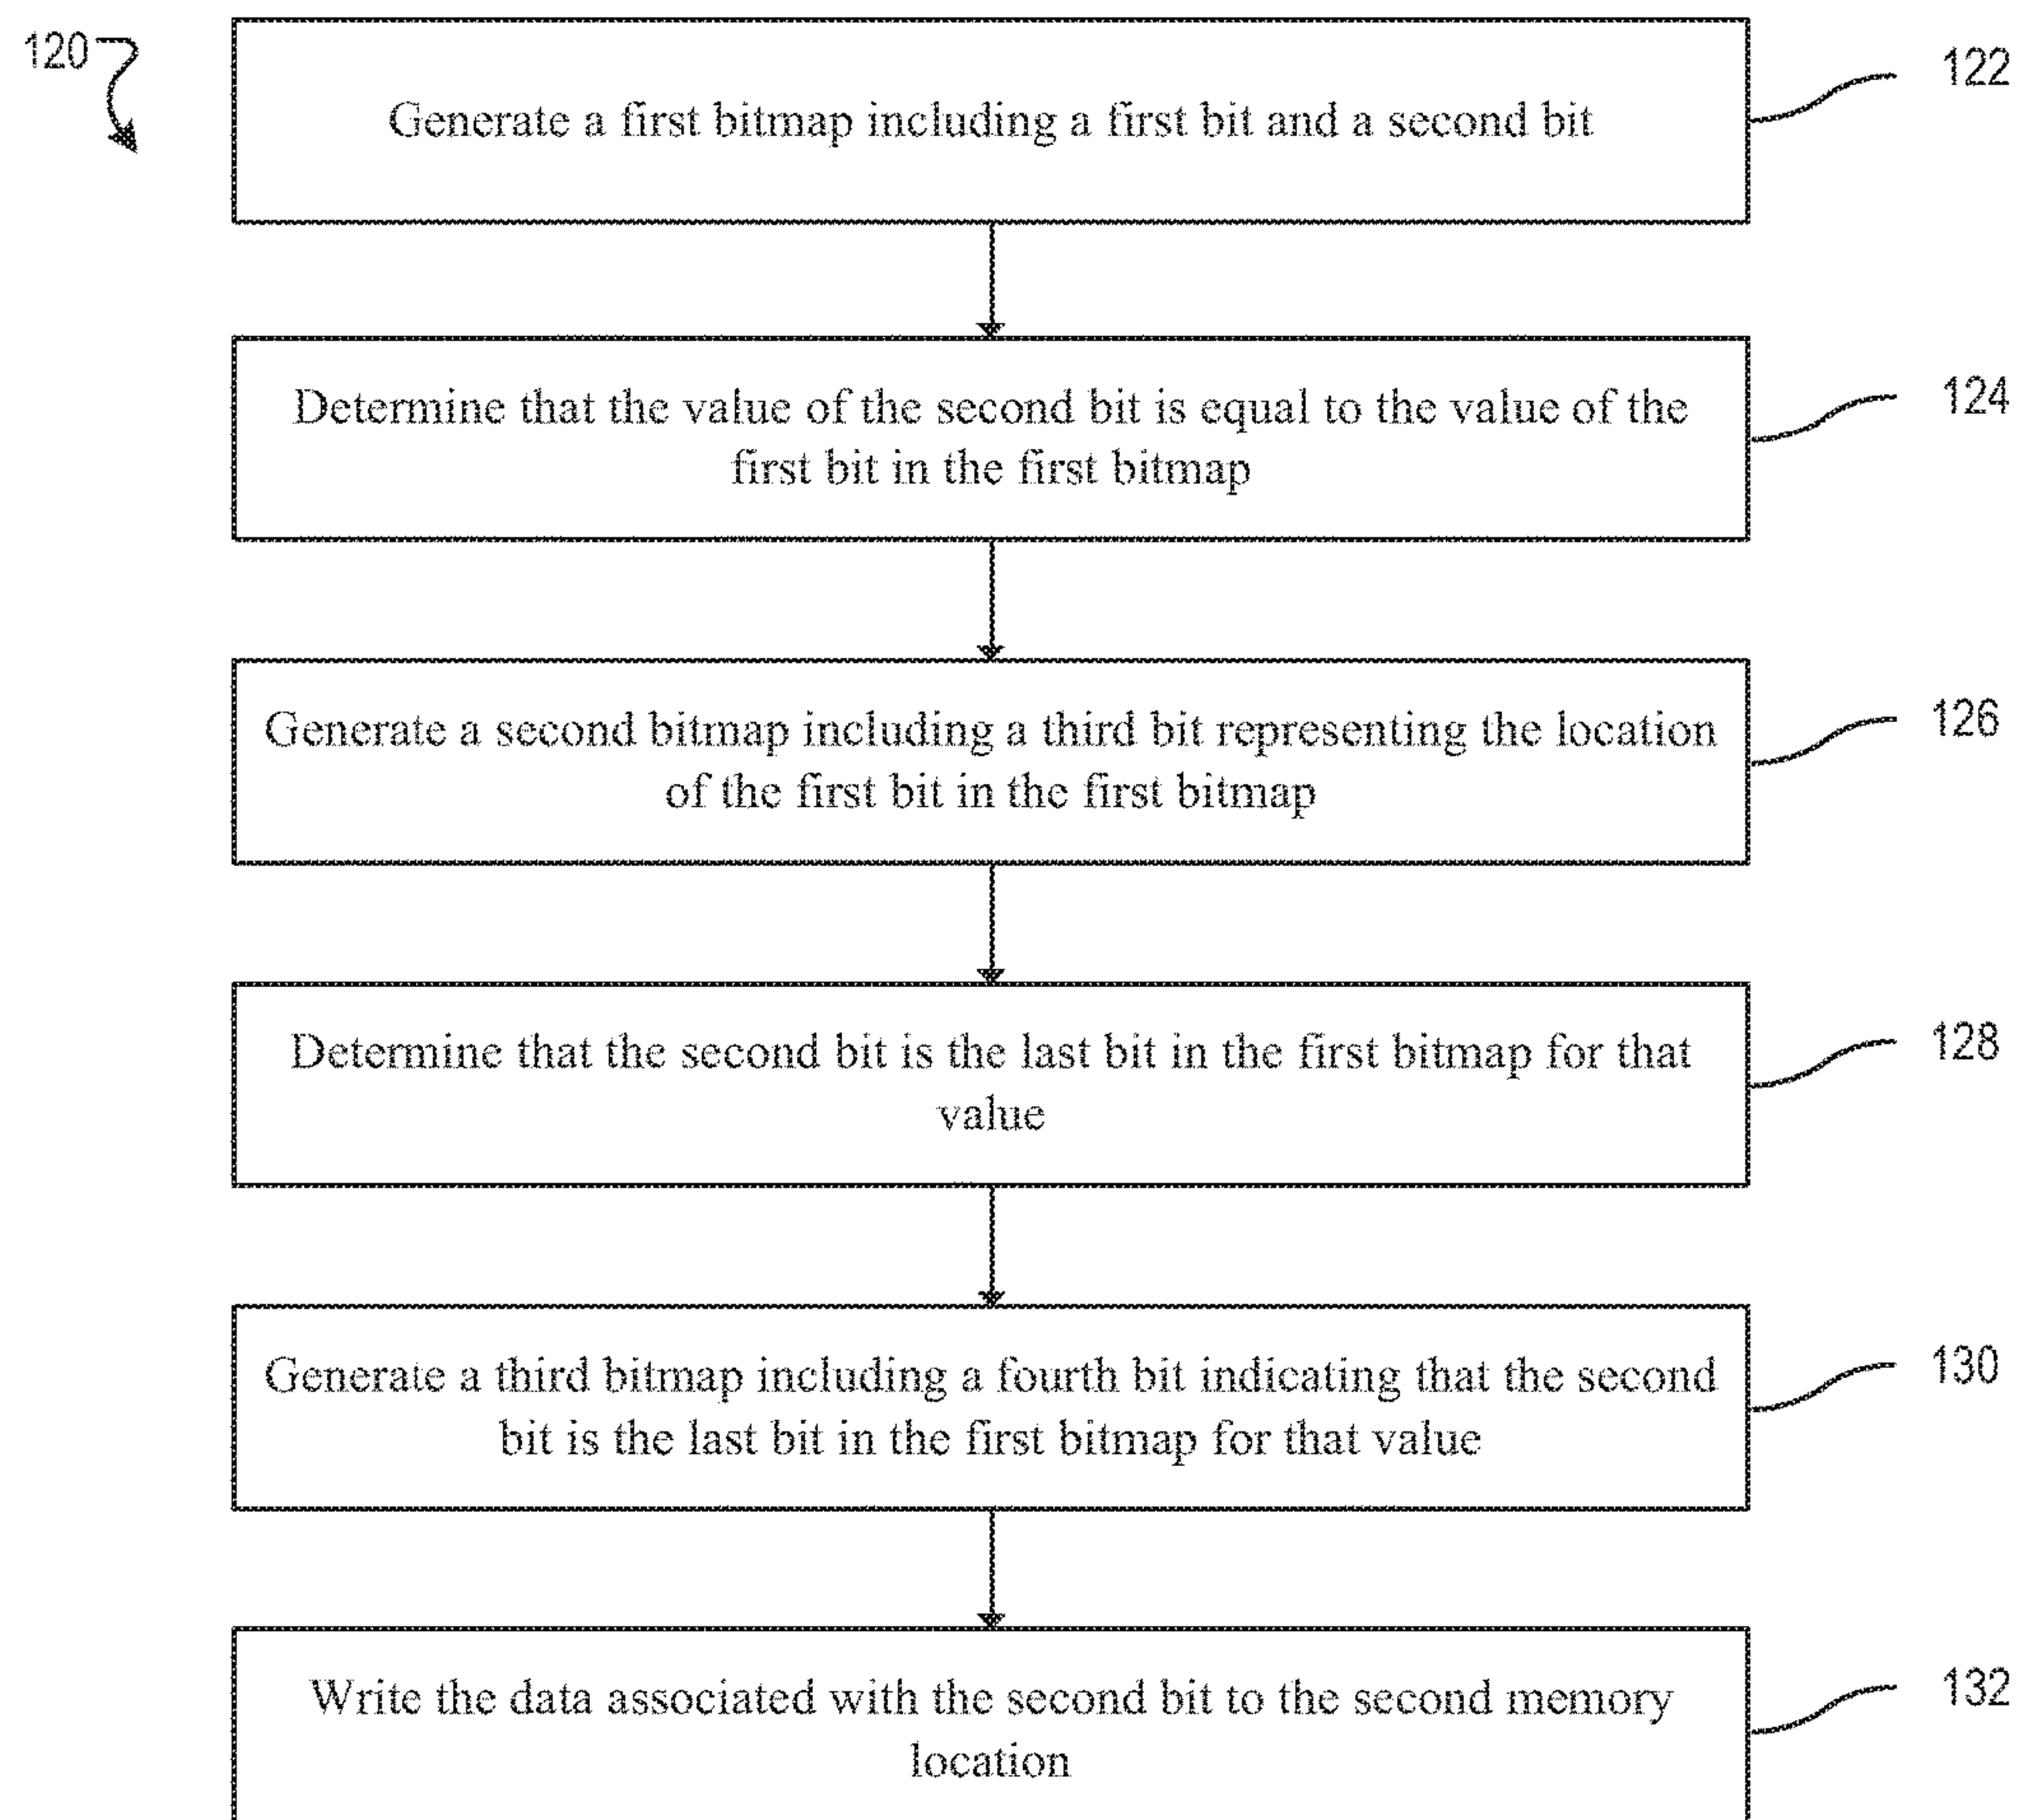 120
Generate a first bitmap including a first bit and a second bit
122
Determine that the value of the second bit is equal to the value of the
first bit in the first bitmap
124
Generate a second bitmap including a third bit representing the location
of the first bit in the first bitmap
126
Determine that the second bit is the last bit in the first bitmap for that
value
128
Generate a third bitmap including a fourth bit indicating that the second
bit is the last bit in the first bitmap for that value
130
Write the data associated with the second bit to the second memory
location
132